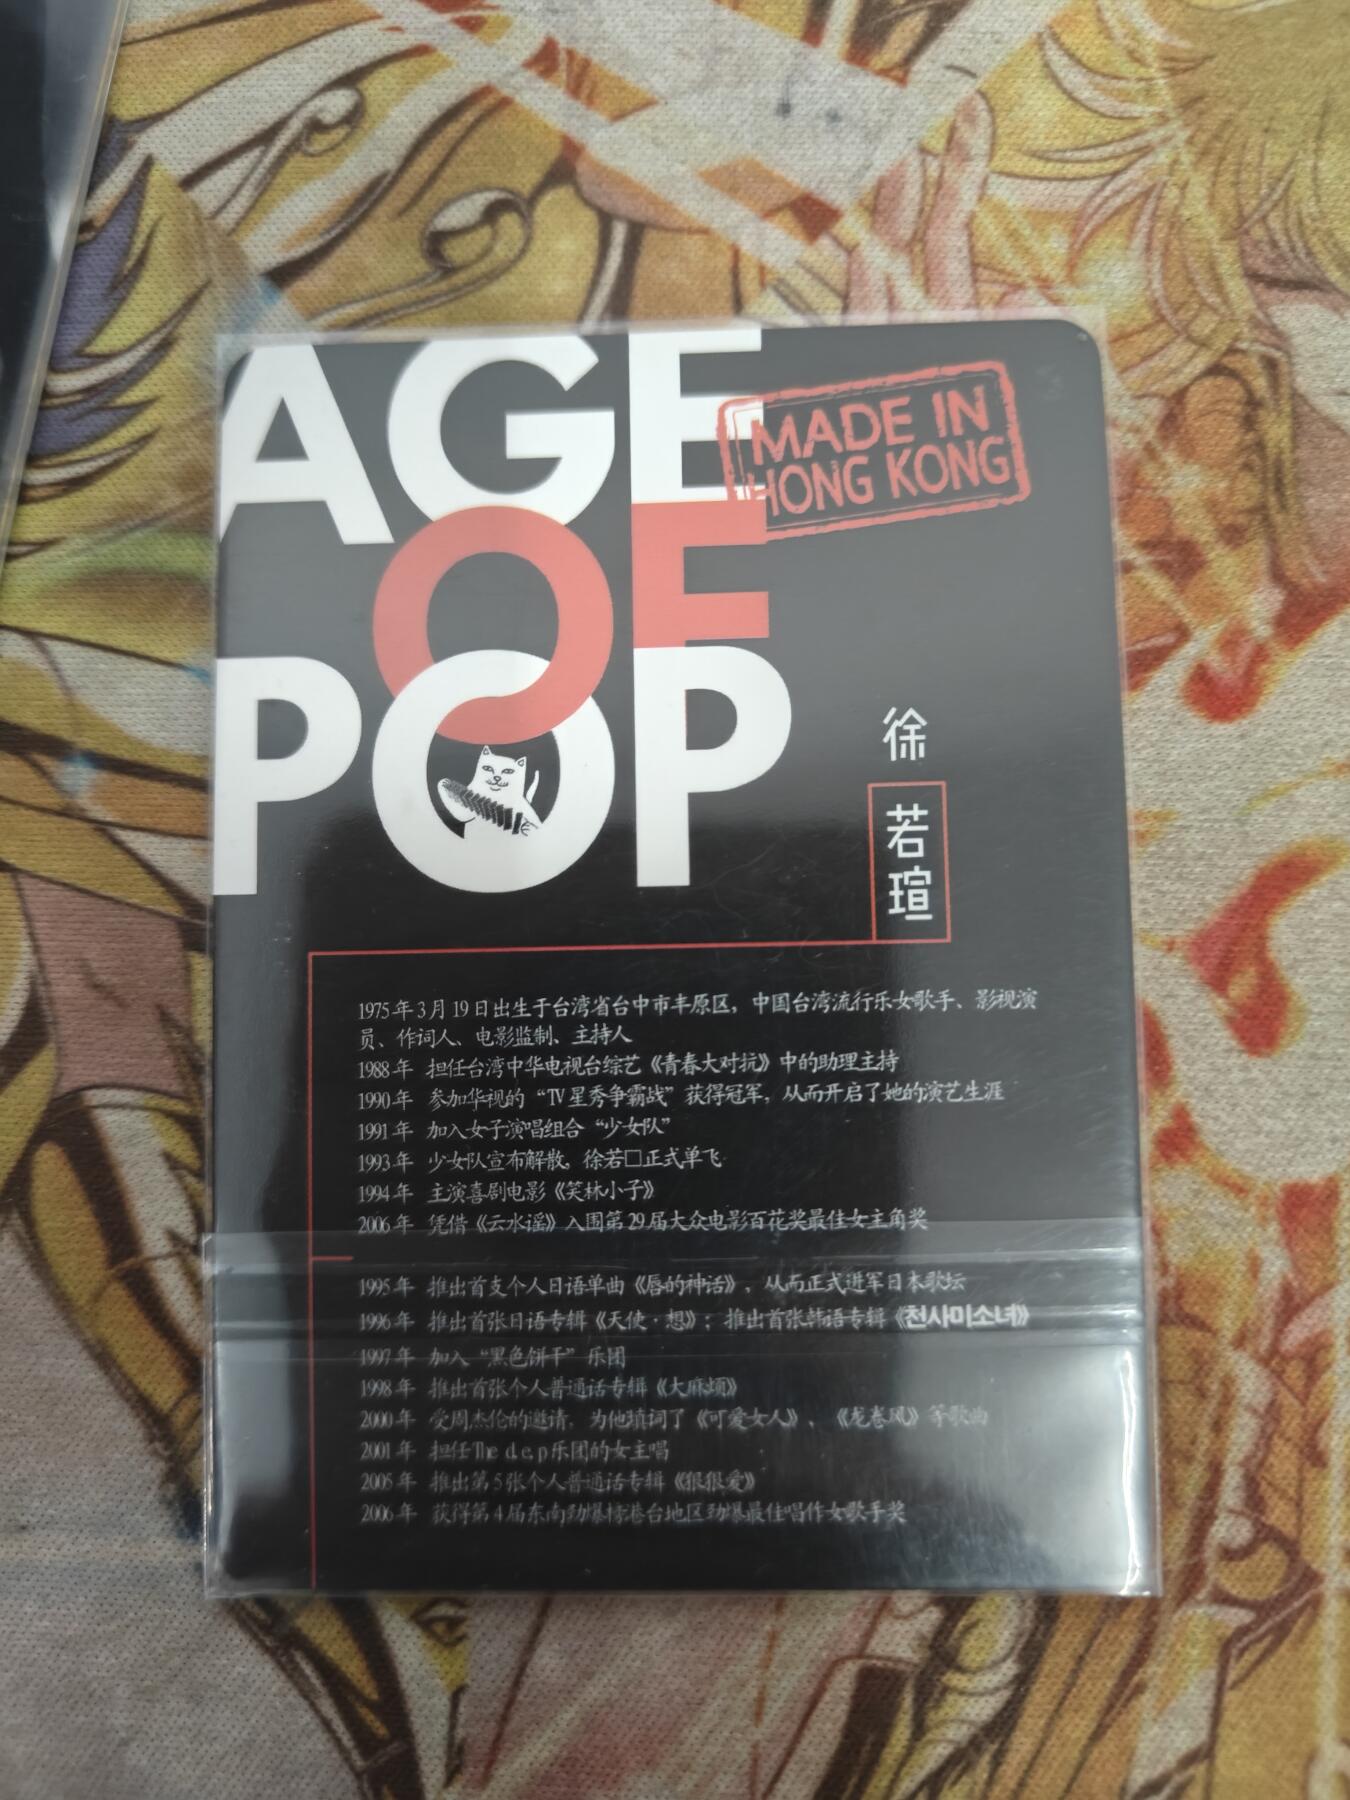 AGE
OF
POP
MADE IN
HONG KONG
徐
若
瑄
1975年3月19日出生于台湾省台中市丰原区，中国台湾流行乐女歌手、影视演
员、作词人、电影监制、主持人
1988年 担任台湾中华电视台综艺《青春大对抗》中的助理主持
1990年 参加华视的“TV星秀争霸战”获得冠军，从而开启了她的演艺生涯
1991年 加入女子演唱组合“少女队”
1993年 少女队宣布解散，徐若□正式单飞
1994年 主演喜剧电影《笑林小子》
2006年 凭借《云水谣》入围第29届大众电影百花奖最佳女主角奖
1995年 推出首支个人日语单曲《唇的神话》，从而正式进军日本歌坛
1996年 推出首张日语专辑《天使·想》；推出首张韩语专辑《천사미소녀》
1997年 加入“黑色饼干”乐团
1998年 推出首张个人普通话专辑《大麻烦》
2000年 受周杰伦的邀请，为他填词了《可爱女人》、《龙卷风》等歌曲
2001年 担任The d.e.p乐团的女主唱
2005年 推出第5张个人普通话专辑《狠狠爱》
2006年 获得第4届东南劲爆榜港台地区劲爆最佳唱作女歌手奖